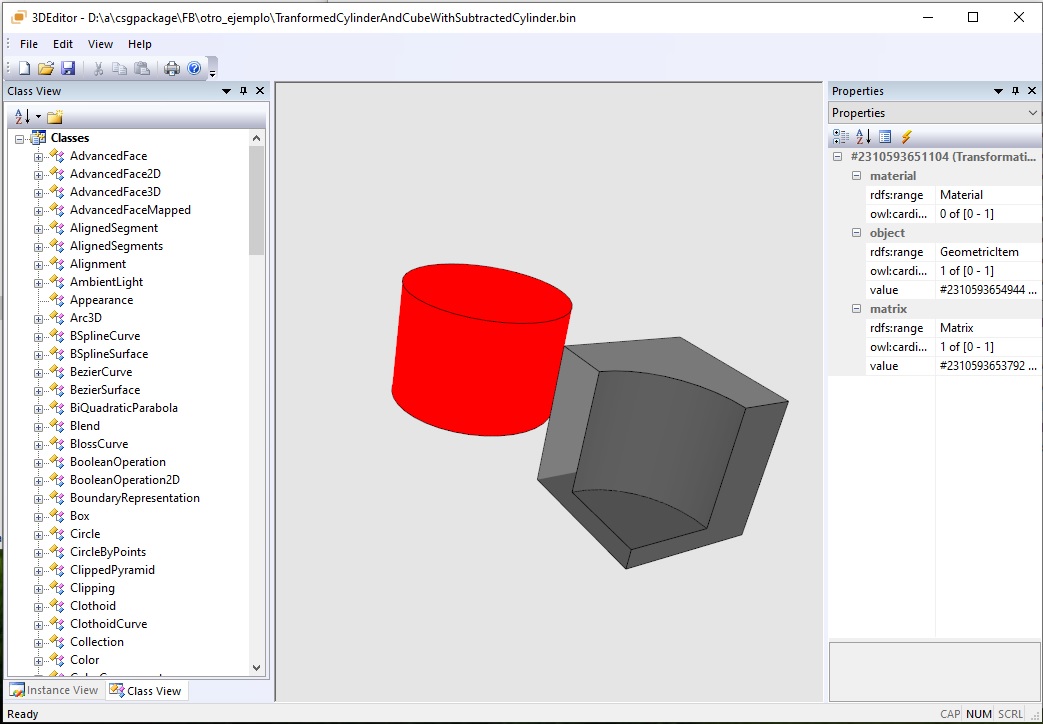 3DEditor - D:\a\csgpackage\FB\otro_ejemplo\TranformedCylinderAndCubeWithSubtractedCylinder.bin
File Edit View Help
Class View
Classes
AdvancedFace
AdvancedFace2D
AdvancedFace3D
AdvancedFaceMapped
AlignedSegment
AlignedSegments
Alignment
AmbientLight
Appearance
Arc3D
BSplineCurve
BSplineSurface
BezierCurve
BezierSurface
BiQuadraticParabola
Blend
BlossCurve
BooleanOperation
BooleanOperation2D
BoundaryRepresentation
Box
Circle
CircleByPoints
ClippedPyramid
Clipping
Clothoid
ClothoidCurve
Collection
Color
Instance View Class View
Properties
Properties
#2310593651104 (Transformati...
material
rdfs:range Material
owl:cardi... 0 of [0 - 1]
object
rdfs:range GeometricItem
owl:cardi... 1 of [0 - 1]
value #2310593654944 ...
matrix
rdfs:range Matrix
owl:cardi... 1 of [0 - 1]
value #2310593653792 ...
Ready
CAP NUM SCRL